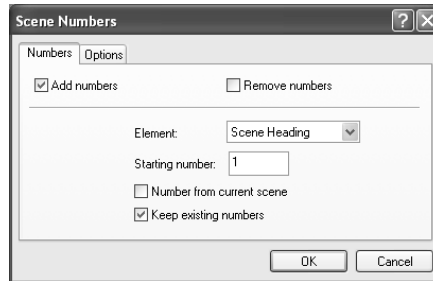 Scene Numbers
Numbers Options
Add numbers Remove numbers
Element: Scene Heading
Starting number: 1
Number from current scene
Keep existing numbers
OK Cancel